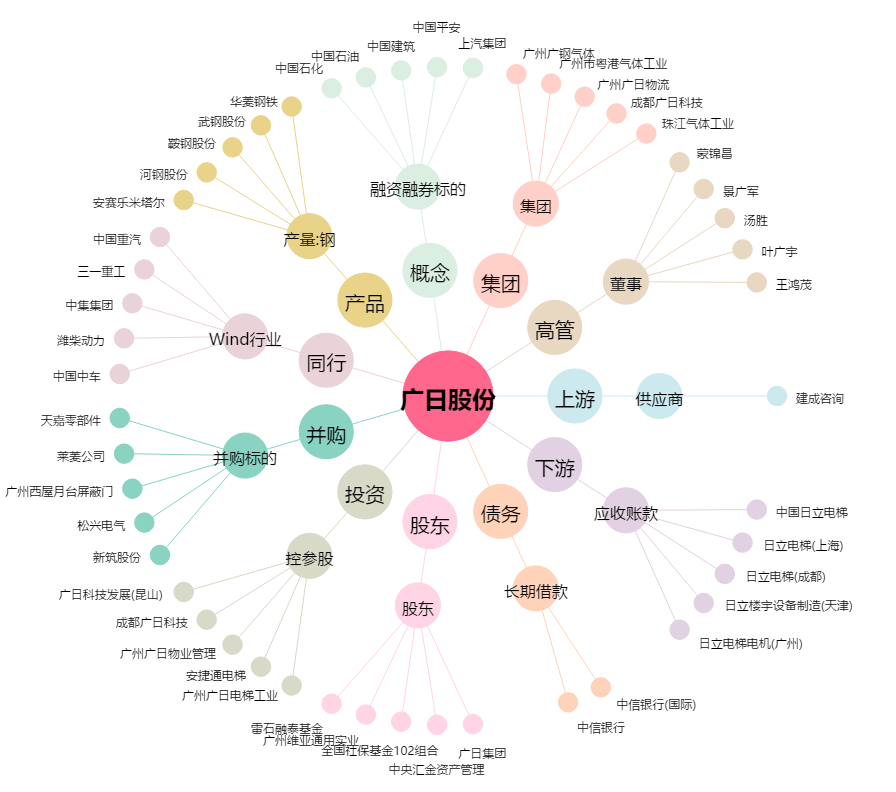 中国平安
上汽集团
中国建筑
中国石油
中国石化
融资融券标的
概念
广州广钢气体
广州市粤港气体工业
广州广日物流
成都广日科技
珠江气体工业
集团
集团
蒙锦昌
景广军
汤胜
叶广宇
王鸿茂
董事
高管
建成咨询
供应商
上游
中国日立电梯
日立电梯(上海)
日立电梯(成都)
日立楼宇设备制造(天津)
日立电梯电机(广州)
应收账款
下游
中信银行(国际)
中信银行
长期借款
债务
广日集团
中央汇金资产管理
全国社保基金102组合
广州维亚通用实业
雷石融泰基金
股东
股东
广州广日电梯工业
安捷通电梯
广州广日物业管理
成都广日科技
广日科技发展(昆山)
控参股
投资
新筑股份
松兴电气
广州西屋月台屏蔽门
莱茨公司
天嘉零部件
并购标的
并购
中国中车
潍柴动力
中集集团
三一重工
中国重汽
Wind行业
同行
安赛乐米塔尔
河钢股份
鞍钢股份
武钢股份
华菱钢铁
产量:钢
产品
广日股份